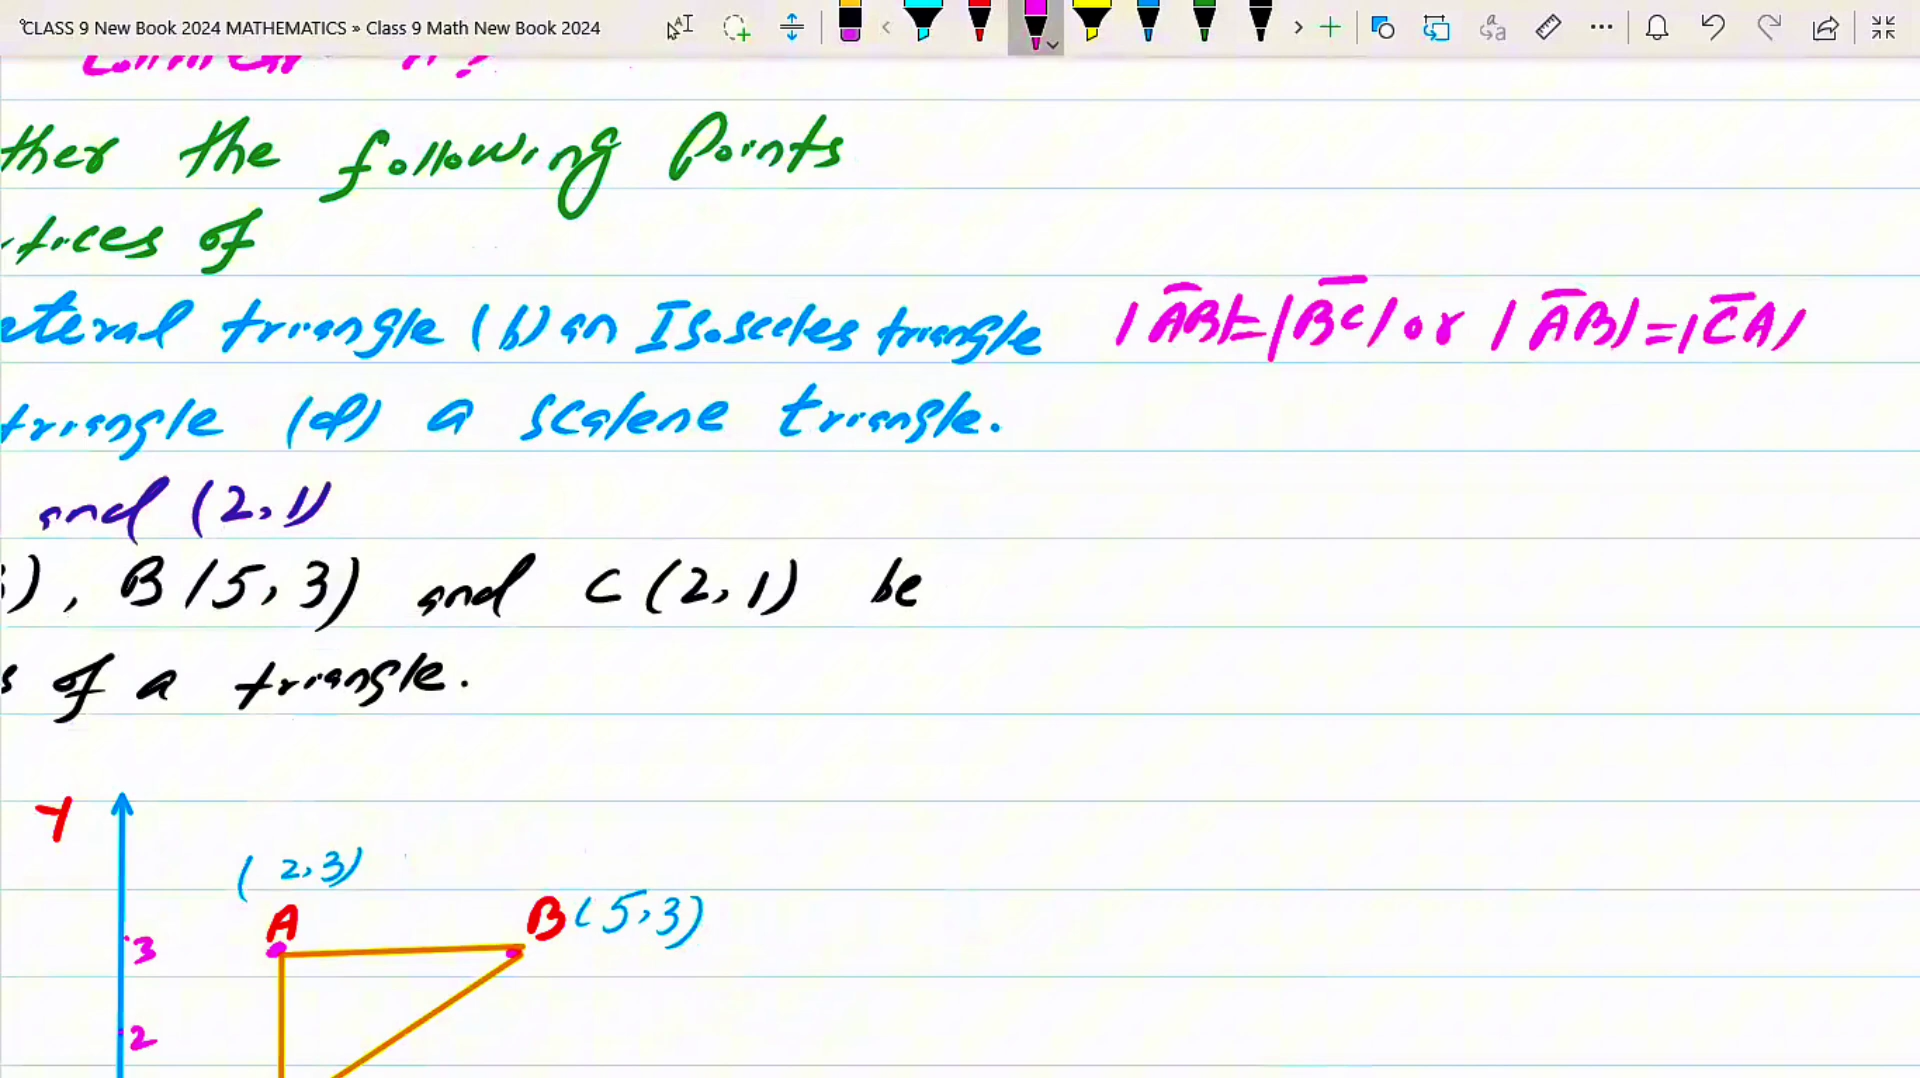 °CLASS 9 New Book 2024 MATHEMATICS » Class 9 Math New Book 2024
ther the following Points
tices of
ateral triangle (b) an Isosceles triangle |AB|=|BC| or |AB|=|CA|
triangle (d) a scalene triangle.
and (2,1)
), B(5,3) and C(2,1) be
s of a triangle.
Y
(2,3)
A
B(5,3)
3
2